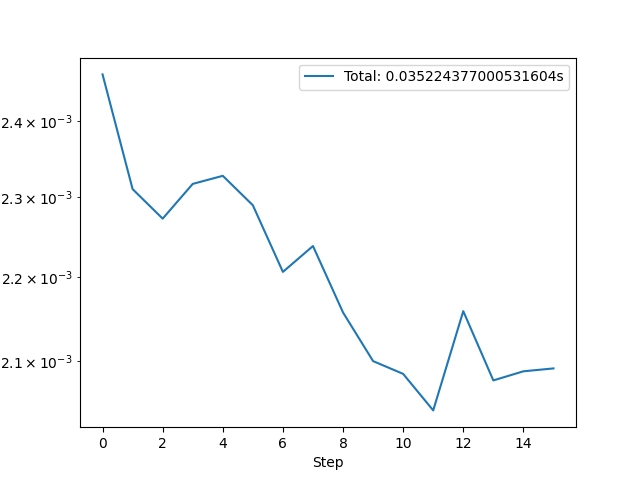 Total: 0.035224377000531604s
2.4 × 10⁻³
2.3 × 10⁻³
2.2 × 10⁻³
2.1 × 10⁻³
0 2 4 6 8 10 12 14
Step